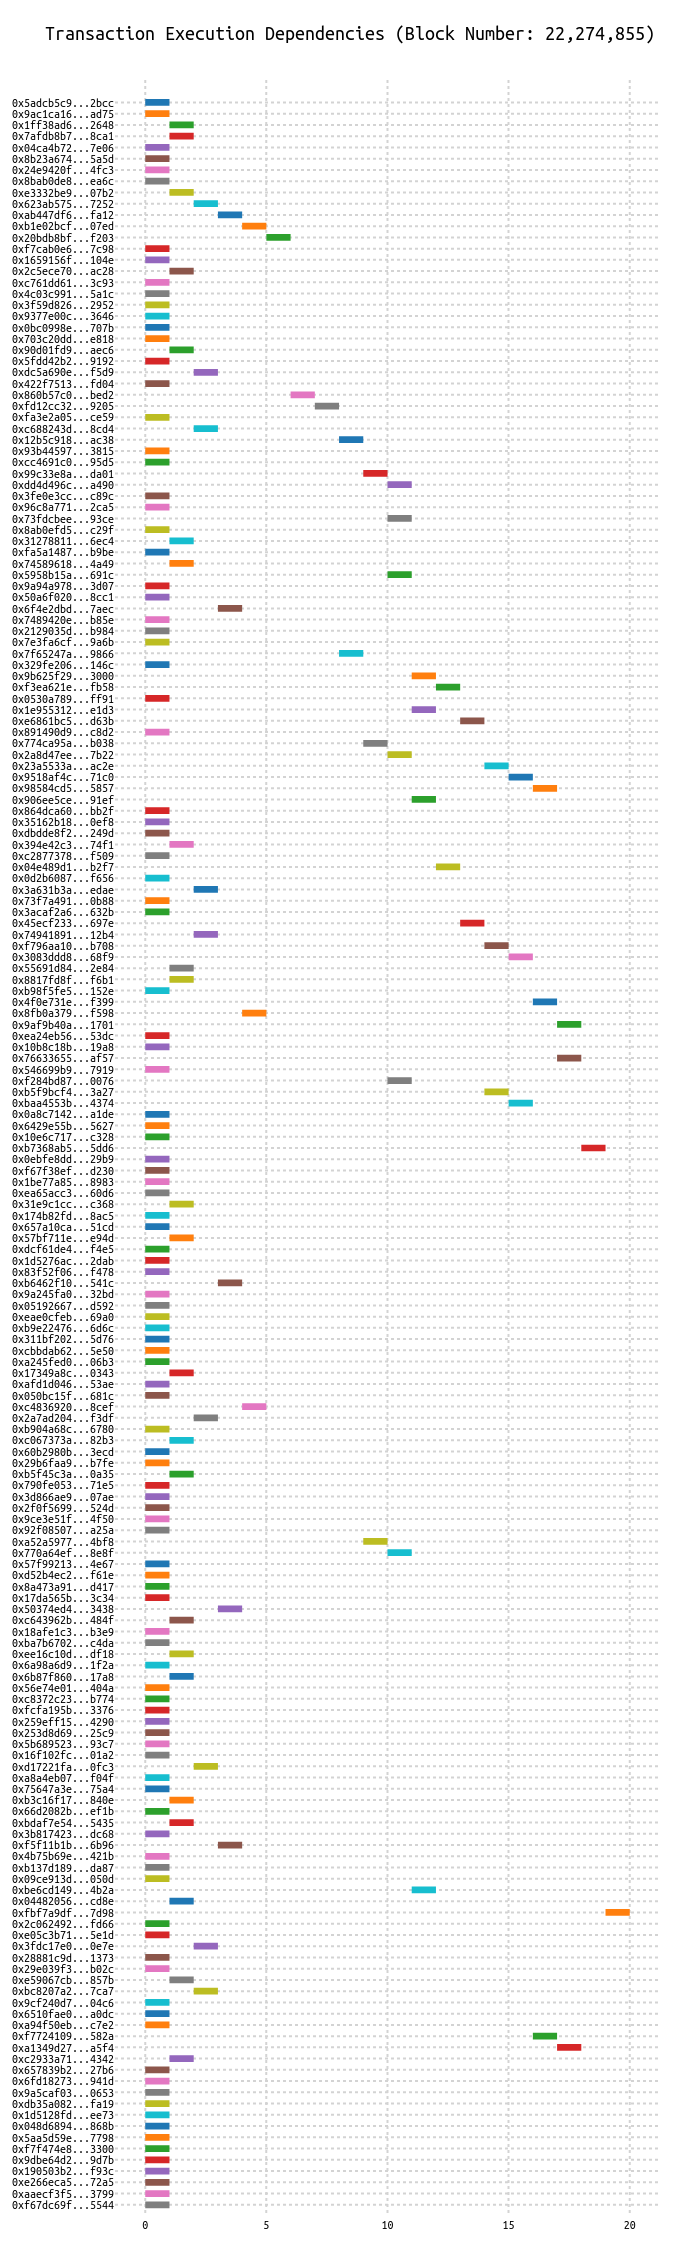 Transaction Execution Dependencies (Block Number: 22,274,855)
0x5adcb5c9...2bcc
0x9ac1ca16...ad75
0x1ff38ad6...2648
0x7afdb8b7...8ca1
0x04ca4b72...7e06
0x8b23a674...5a5d
0x24e9420f...4fc3
0x8bab0de8...ea6c
0xe3332be9...07b2
0x623ab575...7252
0xab447df6...fa12
0xb1e02bcf...07ed
0x20bdb8bf...f203
0xf7cab0e6...7c98
0x1659156f...104e
0x2c5ece70...ac28
0xc761dd61...3c93
0x4c03c991...5a1c
0x3f59d826...2952
0x9377e00c...3646
0x0bc0998e...707b
0x703c20dd...e818
0x90d01fd9...aec6
0x5fdd42b2...9192
0xdc5a690e...f5d9
0x422f7513...fd04
0x860b57c0...bed2
0xfd12cc32...9205
0xfa3e2a05...ce59
0xc688243d...8cd4
0x12b5c918...ac38
0x93b44597...3815
0xcc4691c0...95d5
0x99c33e8a...da01
0xdd4d496c...a490
0x3fe0e3cc...c89c
0x96c8a771...2ca5
0x73fdcbee...93ce
0x8ab0efd5...c29f
0x31278811...6ec4
0xfa5a1487...b9be
0x74589618...4a49
0x5958b15a...691c
0x9a94a978...3d07
0x50a6f020...8cc1
0x6f4e2dbd...7aec
0x7489420e...b85e
0x2129035d...b984
0x7e3fa6cf...9a6b
0x7f65247a...9866
0x329fe206...146c
0x9b625f29...3000
0xf3ea621e...fb58
0x0530a789...ff91
0x1e955312...e1d3
0xe6861bc5...d63b
0x891490d9...c8d2
0x774ca95a...b038
0x2a8d47ee...7b22
0x23a5533a...ac2e
0x9518af4c...71c0
0x98584cd5...5857
0x906ee5ce...91ef
0x864dca60...bb2f
0x35162b18...0ef8
0xdbdde8f2...249d
0x394e42c3...74f1
0xc2877378...f509
0x04e489d1...b2f7
0x0d2b6087...f656
0x3a631b3a...edae
0x73f7a491...0b88
0x3acaf2a6...632b
0x45ecf233...697e
0x74941891...12b4
0xf796aa10...b708
0x3083ddd8...68f9
0x55691d84...2e84
0x8817fd8f...f6b1
0xb98f5fe5...152e
0x4f0e731e...f399
0x8fb0a379...f598
0x9af9b40a...1701
0xea24eb56...53dc
0x10b8c18b...19a8
0x76633655...af57
0x546699b9...7919
0xf284bd87...0076
0xb5f9bcf4...3a27
0xbaa4553b...4374
0x0a8c7142...a1de
0x6429e55b...5627
0x10e6c717...c328
0xb7368ab5...5dd6
0x0ebfe8dd...29b9
0xf67f38ef...d230
0x1be77a85...8983
0xea65acc3...60d6
0x31e9c1cc...c368
0x174b82fd...8ac5
0x657a10ca...51cd
0x57bf711e...e94d
0xdcf61de4...f4e5
0x1d5276ac...2dab
0x83f52f06...f478
0xb6462f10...541c
0x9a245fa0...32bd
0x05192667...d592
0xeae0cfeb...69a0
0xb9e22476...6d6c
0x311bf202...5d76
0xcbbdab62...5e50
0xa245fed0...06b3
0x17349a8c...0343
0xafd1d046...53ae
0x050bc15f...681c
0xc4836920...8cef
0x2a7ad204...f3df
0xb904a68c...6780
0xc067373a...82b3
0x60b2980b...3ecd
0x29b6faa9...b7fe
0xb5f45c3a...0a35
0x790fe053...71e5
0x3d866ae9...07ae
0x2f0f5699...524d
0x9ce3e51f...4f50
0x92f08507...a25a
0xa52a5977...4bf8
0x770a64ef...8e8f
0x57f99213...4e67
0xd52b4ec2...f61e
0x8a473a91...d417
0x17da565b...3c34
0x50374ed4...3438
0xc643962b...484f
0x18afe1c3...b3e9
0xba7b6702...c4da
0xee16c10d...df18
0x6a98a6d9...1f2a
0x6b87f860...17a8
0x56e74e01...404a
0xc8372c23...b774
0xfcfa195b...3376
0x259eff15...4290
0x253d8d69...25c9
0x5b689523...93c7
0x16f102fc...01a2
0xd17221fa...0fc3
0xa8a4eb07...f04f
0x75647a3e...75a4
0xb3c16f17...840e
0x66d2082b...ef1b
0xbdaf7e54...5435
0x3b817423...dc68
0xf5f11b1b...6b96
0x4b75b69e...421b
0xb137d189...da87
0x09ce913d...050d
0xbe6cd149...4b2a
0x04482056...cd8e
0xfbf7a9df...7d98
0x2c062492...fd66
0xe05c3b71...5e1d
0x3fdc17e0...0e7e
0x28881c9d...1373
0x29e039f3...b02c
0xe59067cb...857b
0xbc8207a2...7ca7
0x9cf240d7...04c6
0x6510fae0...a0dc
0xa94f50eb...c7e2
0xf7724109...582a
0xa1349d27...a5f4
0xc2933a71...4342
0x657839b2...27b6
0x6fd18273...941d
0x9a5caf03...0653
0xdb35a082...fa19
0x1d5128fd...ee73
0x048d6894...868b
0x5aa5d59e...7798
0xf7f474e8...3300
0x9dbe64d2...9d7b
0x190503b2...f93c
0xe266eca5...72a5
0xaaecf3f5...3799
0xf67dc69f...5544
0 5 10 15 20